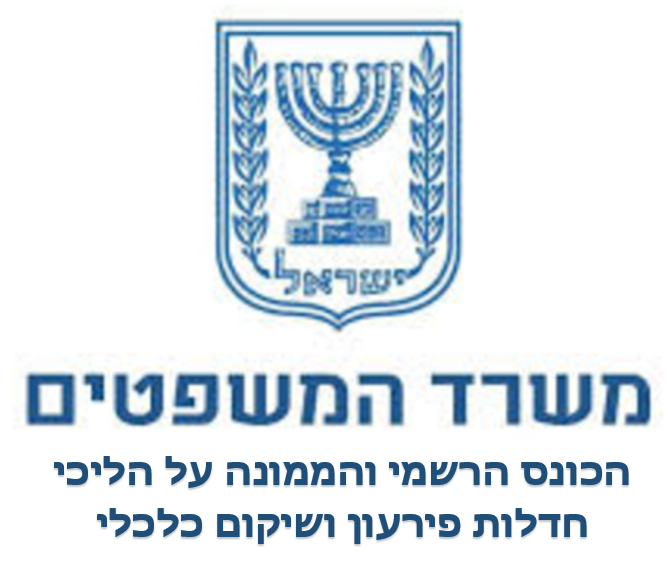 ישראל
משרד המשפטים
הכונס הרשמי והממונה על הליכי
חדלות פירעון ושיקום כלכלי